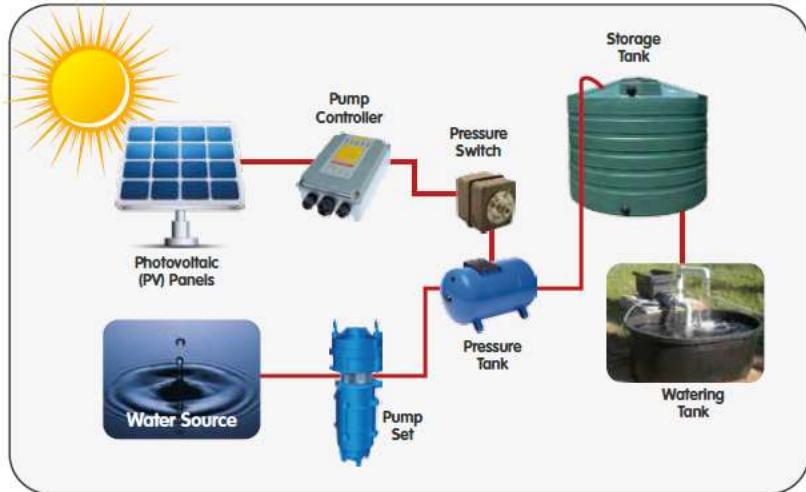 Storage
Tank
Pump
Controller
Pressure
Switch
Photovoltaic
(PV) Panels
Pressure
Tank
Water Source
Pump
Set
Watering
Tank